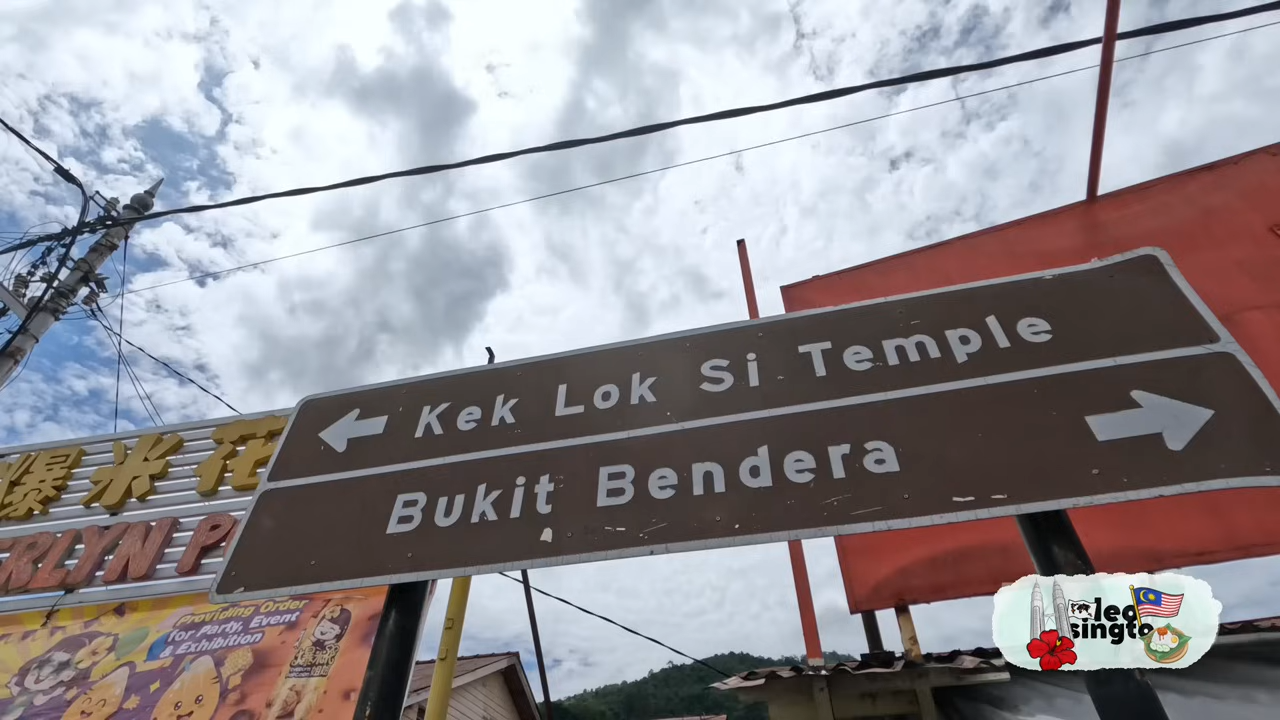 Kek Lok Si Temple
Bukit Bendera
爆米花
RLYN P
Providing Order
for Party, Event
& Exhibition
leo
singto